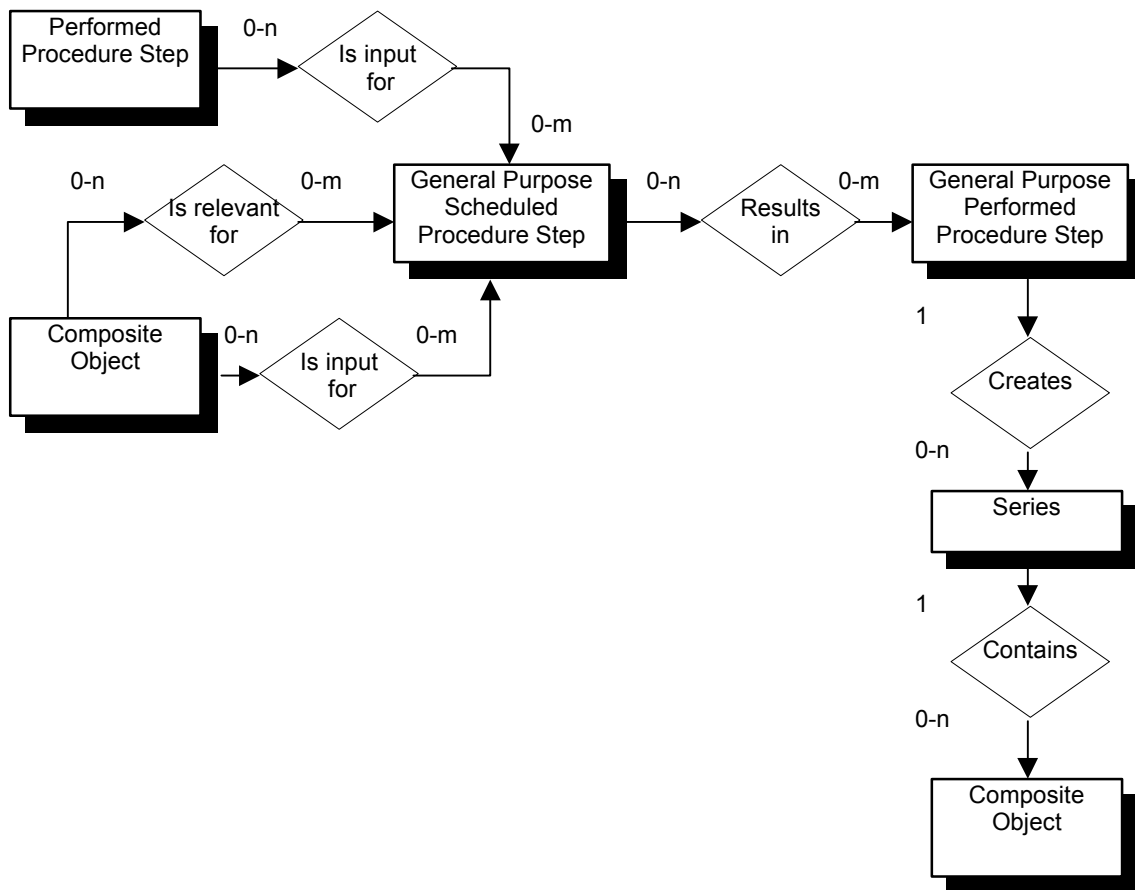 Performed
Procedure Step
0-n
Is input
for
0-m
0-n
Is relevant
for
0-m
General Purpose
Scheduled
Procedure Step
0-n
Results
in
0-m
General Purpose
Performed
Procedure Step
Composite
Object
0-n
Is input
for
0-m
1
Creates
0-n
Series
1
Contains
0-n
Composite
Object